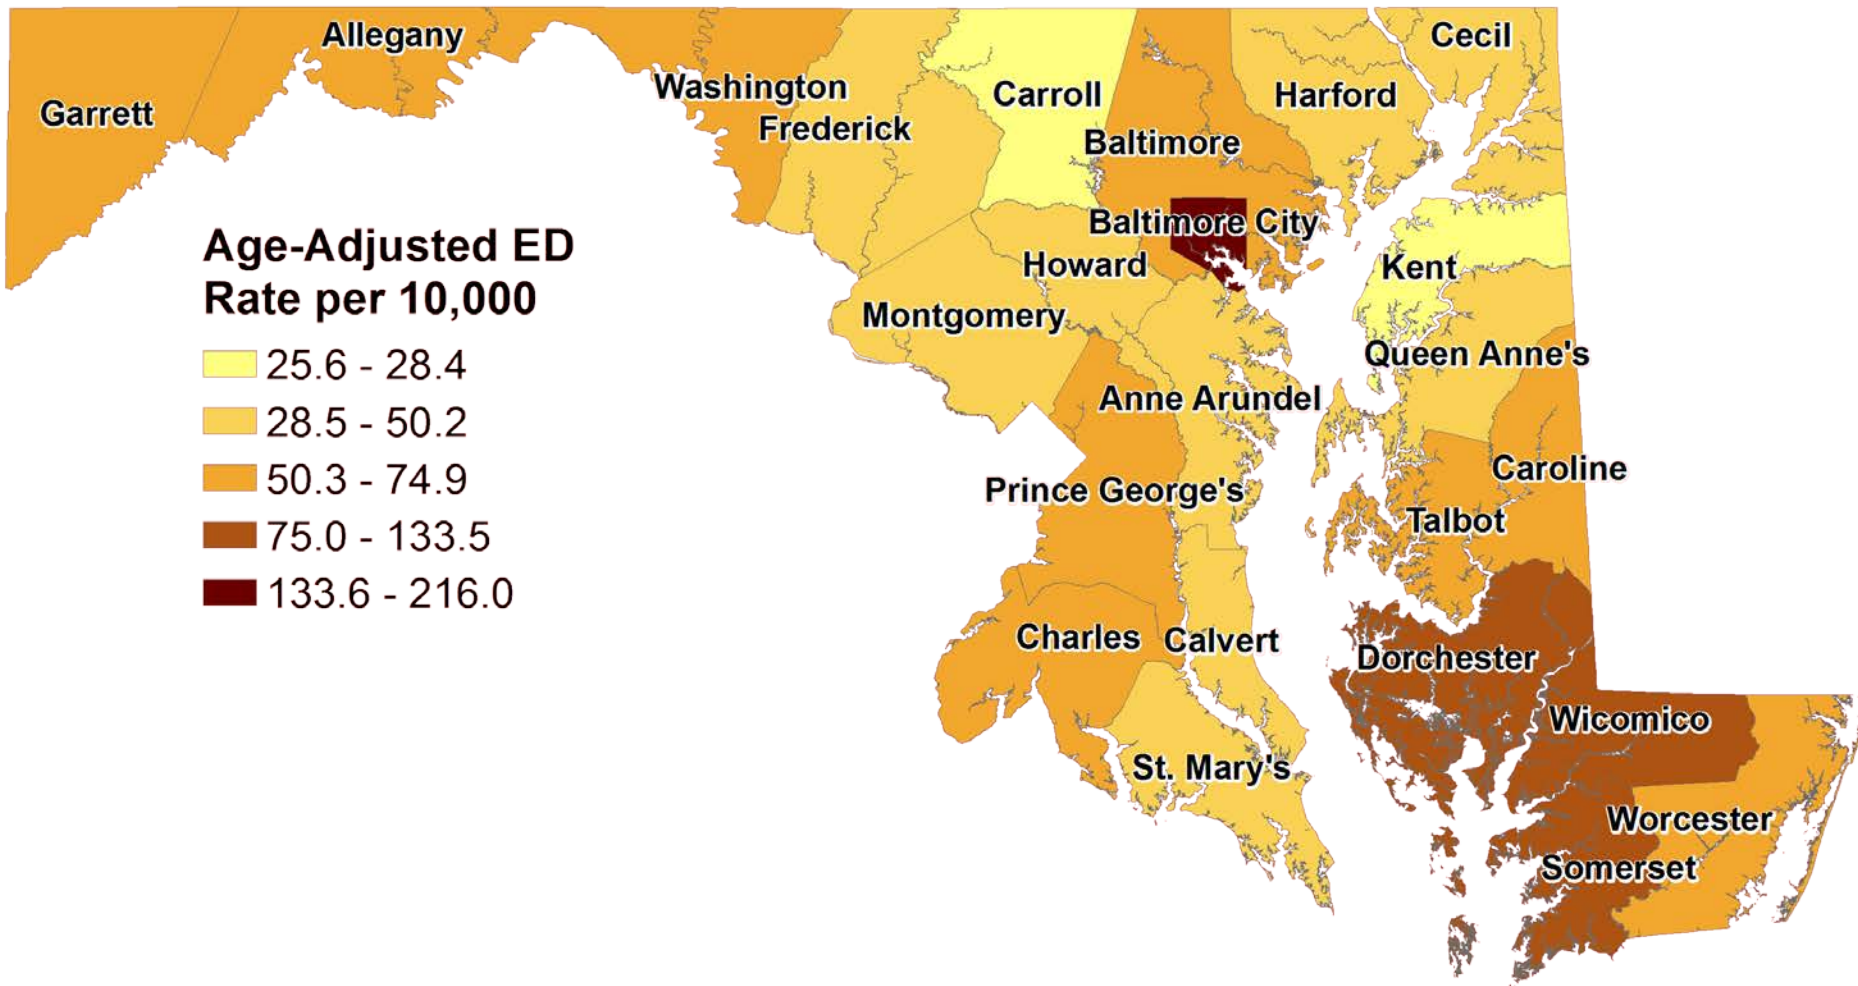 Cecil
Allegany
Washington
Carroll
Harford
Garrett
Frederick
Baltimore
Baltimore City
Age-Adjusted ED
Rate per 10,000
Howard
Kent
Montgomery
Queen Anne's
25.6 - 28.4
Anne Arundel
28.5 - 50.2
Caroline
50.3 - 74.9
Prince George's
Talbot
75.0 - 133.5
133.6 - 216.0
Charles
Calvert
Dorchester
Wicomico
St. Mary's
Worcester
Somerset